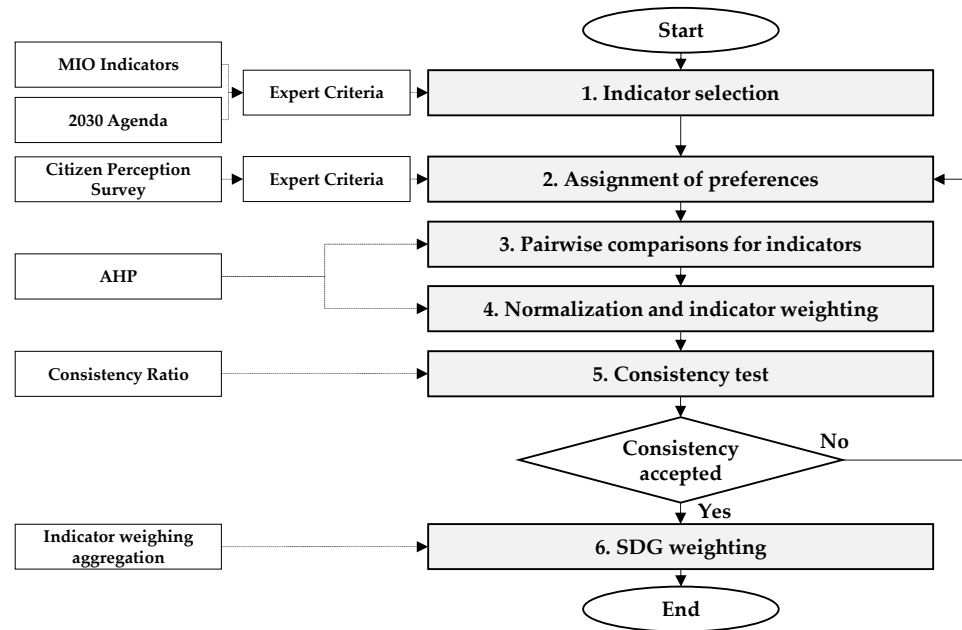 Start
MIO Indicators
Expert Criteria
1. Indicator selection
2030 Agenda
Citizen Perception
Survey
Expert Criteria
2. Assignment of preferences
3. Pairwise comparisons for indicators
AHP
4. Normalization and indicator weighting
Consistency Ratio
5. Consistency test
Consistency
accepted
No
Yes
Indicator weighing
aggregation
6. SDG weighting
End